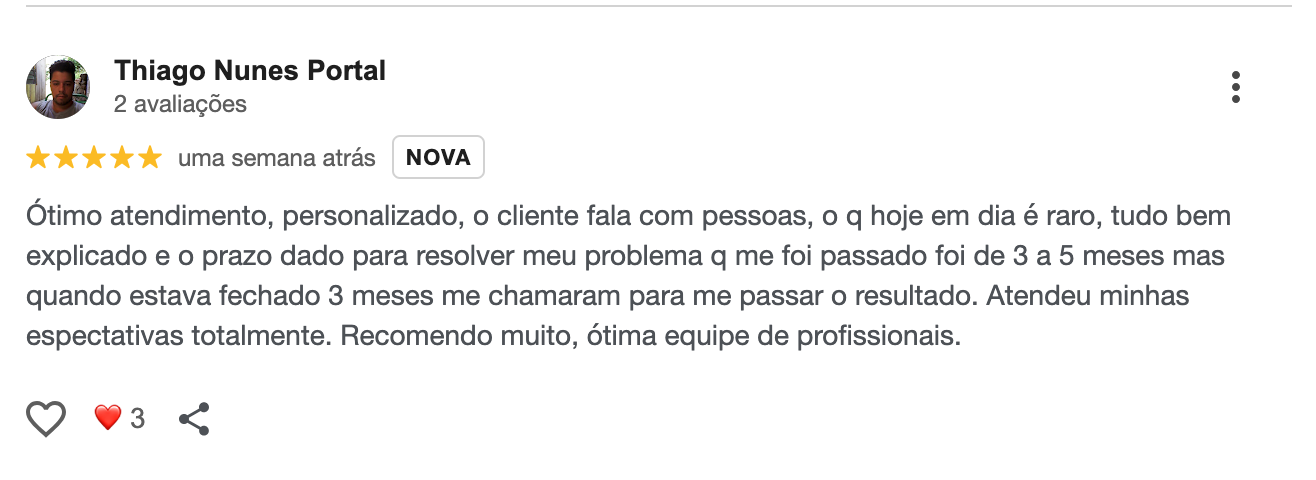 Thiago Nunes Portal
2 avaliações
uma semana atrás NOVA
Ótimo atendimento, personalizado, o cliente fala com pessoas, o q hoje em dia é raro, tudo bem
explicado e o prazo dado para resolver meu problema q me foi passado foi de 3 a 5 meses mas
quando estava fechado 3 meses me chamaram para me passar o resultado. Atendeu minhas
espectativas totalmente. Recomendo muito, ótima equipe de profissionais.
3